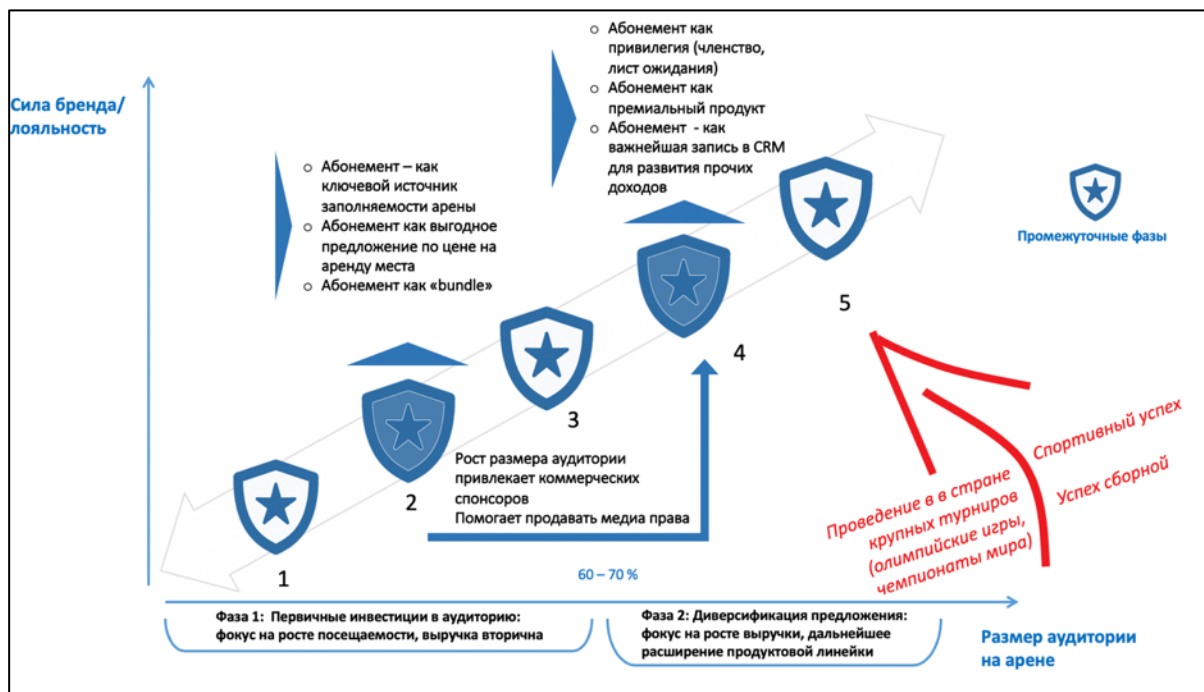 Сила бренда/
лояльность
o Абонемент – как
ключевой источник
заполняемости арены
o Абонемент как выгодное
предложение по цене на
аренду места
o Абонемент как «bundle»
o Абонемент как
привилегия (членство,
лист ожидания)
o Абонемент как
премиальный продукт
o Абонемент - как
важнейшая запись в CRM
для развития прочих
доходов
Промежуточные фазы
1
2
3
4
5
Рост размера аудитории
привлекает коммерческих
спонсоров
Помогает продавать медиа права
Проведение в в стране
крупных турниров
(олимпийские игры,
чемпионаты мира)
Спортивный успех
Успех сборной
60 – 70 %
Фаза 1: Первичные инвестиции в аудиторию:
фокус на росте посещаемости, выручка вторична
Фаза 2: Диверсификация предложения:
фокус на росте выручки, дальнейшее
расширение продуктовой линейки
Размер аудитории
на арене